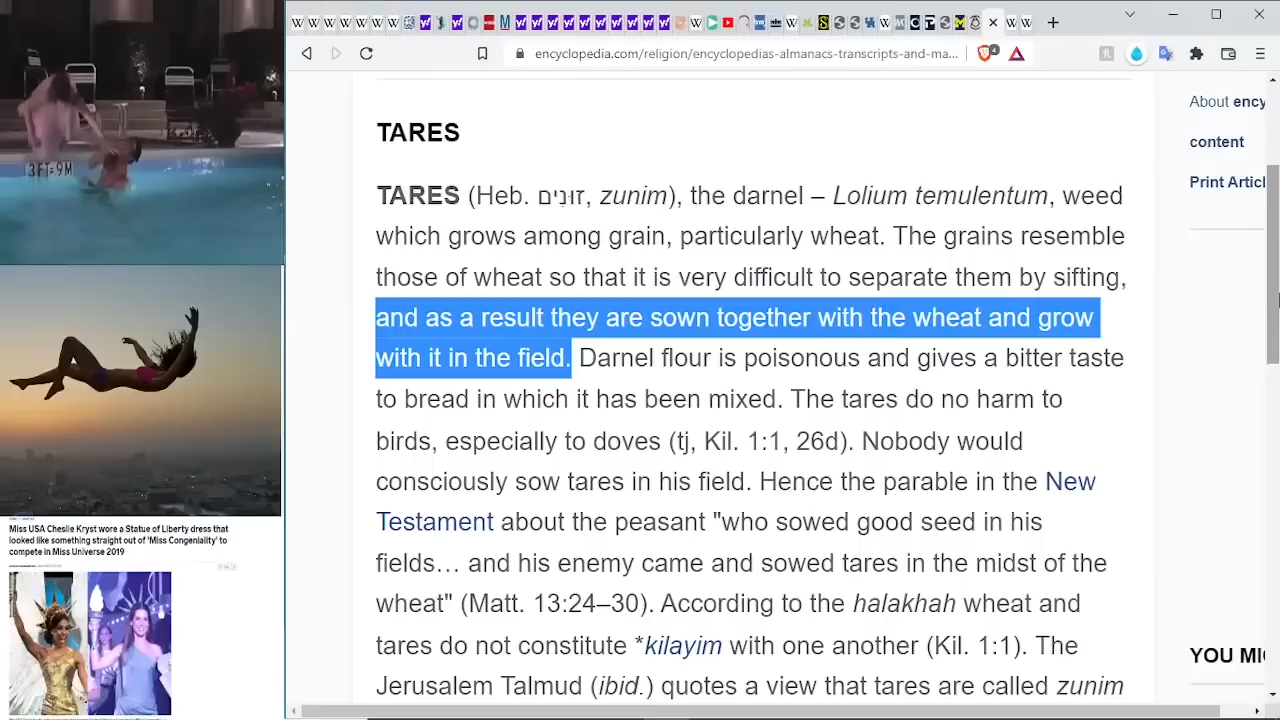 3 FT=9M
Miss USA Cheslie Kryst wore a Statue of Liberty dress that
looked like something straight out of 'Miss Congeniality' to
compete in Miss Universe 2019
encyclopedia.com/religion/encyclopedias-almanacs-transcripts-and-ma...
4
TARES
TARES (Heb. זוּנִים, zunim), the darnel – Lolium temulentum, weed
which grows among grain, particularly wheat. The grains resemble
those of wheat so that it is very difficult to separate them by sifting,
and as a result they are sown together with the wheat and grow
with it in the field. Darnel flour is poisonous and gives a bitter taste
to bread in which it has been mixed. The tares do no harm to
birds, especially to doves (tj, Kil. 1:1, 26d). Nobody would
consciously sow tares in his field. Hence the parable in the New
Testament about the peasant "who sowed good seed in his
fields… and his enemy came and sowed tares in the midst of the
wheat" (Matt. 13:24–30). According to the halakhah wheat and
tares do not constitute *kilayim with one another (Kil. 1:1). The
Jerusalem Talmud (ibid.) quotes a view that tares are called zunim
About ency
content
Print Articl
YOU MI